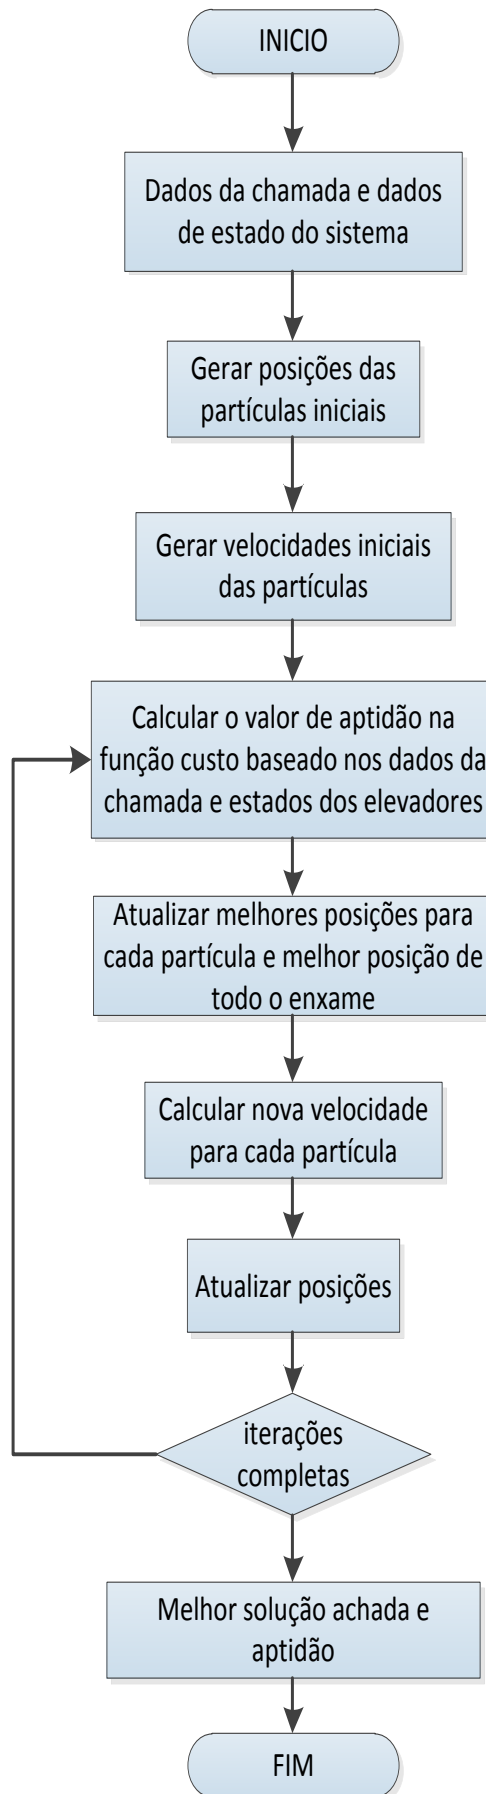 INICIO
Dados da chamada e dados
de estado do sistema
Gerar posições das
partículas iniciais
Gerar velocidades iniciais
das partículas
Calcular o valor de aptidão na
função custo baseado nos dados da
chamada e estados dos elevadores
Atualizar melhores posições para
cada partícula e melhor posição de
todo o enxame
Calcular nova velocidade
para cada partícula
Atualizar posições
iterações
completas
Melhor solução achada e
aptidão
FIM